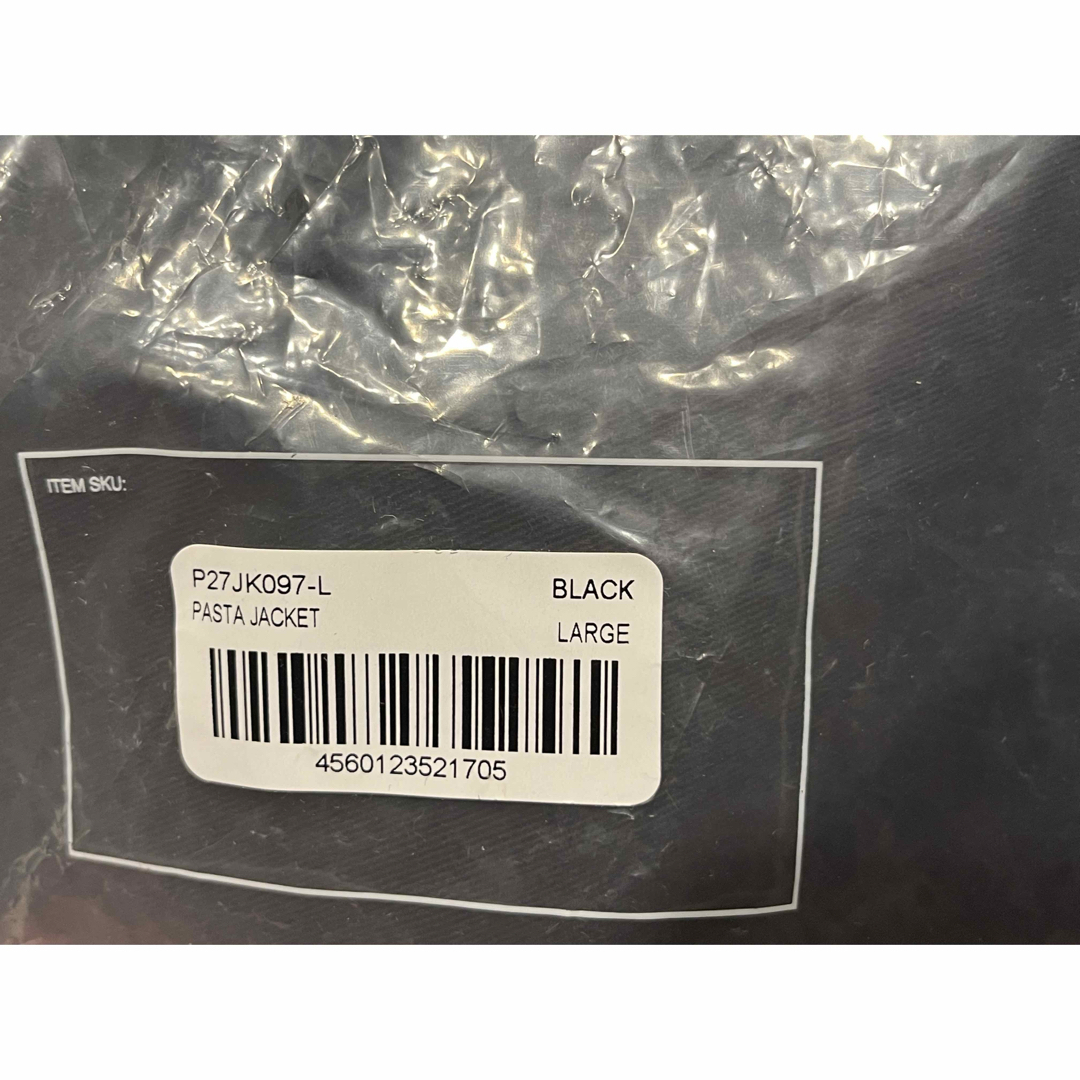 ITEM SKU:
P27JK097-L BLACK
PASTA JACKET LARGE
4560123521705